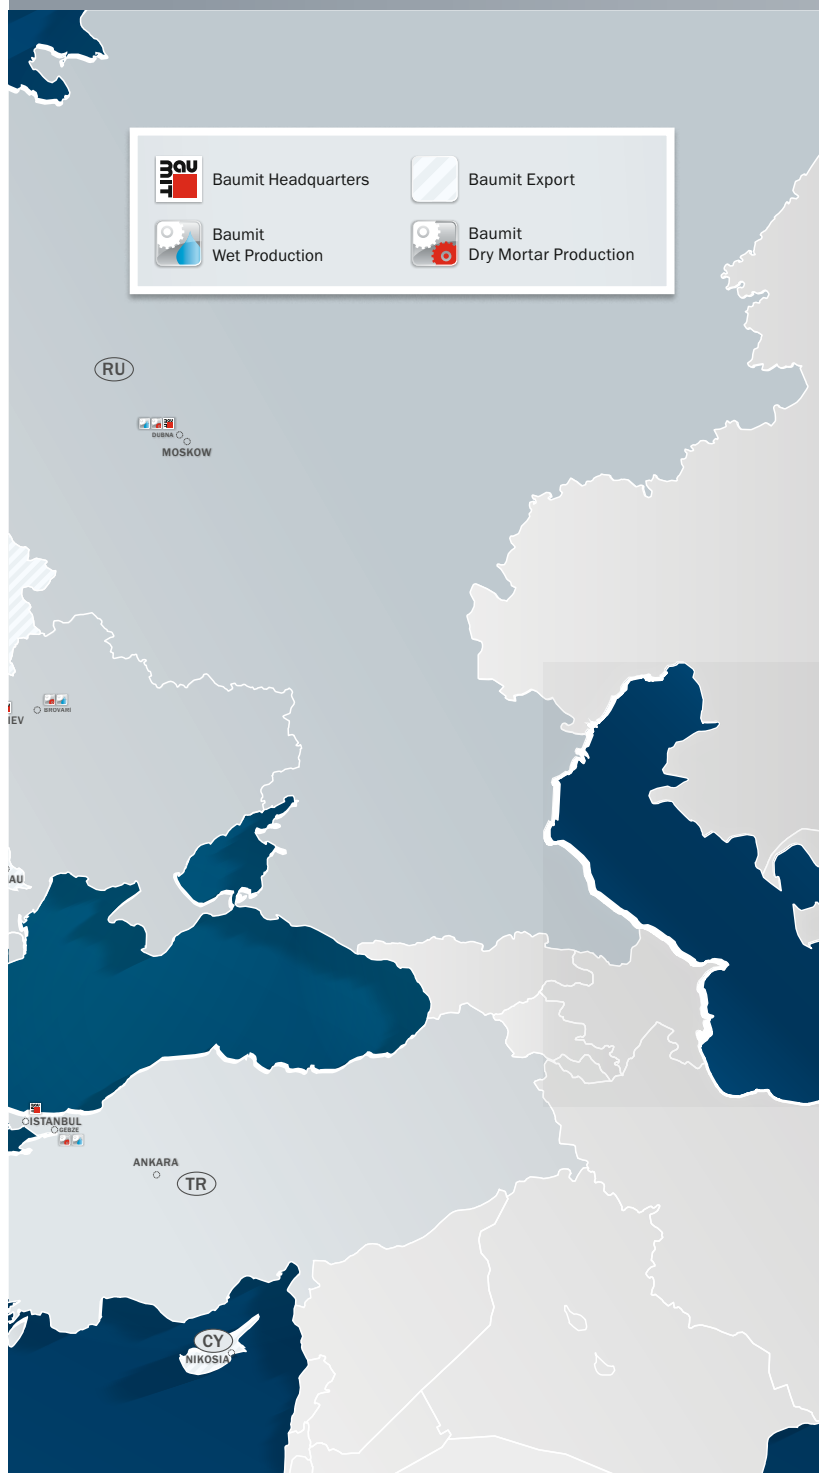 BAUMIT
Baumit Headquarters
Baumit Export
Baumit
Wet Production
Baumit
Dry Mortar Production
RU
DUBNA
MOSKOW
BROVARI
IEV
AU
ISTANBUL
GEBZE
ANKARA
TR
CY
NIKOSIA